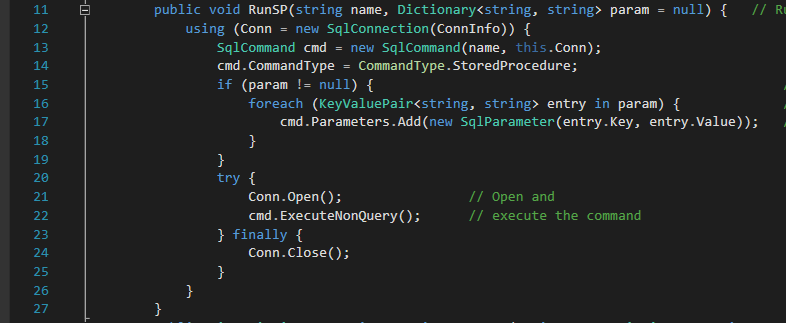 11 public void RunSP(string name, Dictionary<string, string> param = null) { // Ru
12 using (Conn = new SqlConnection(ConnInfo)) {
13 SqlCommand cmd = new SqlCommand(name, this.Conn);
14 cmd.CommandType = CommandType.StoredProcedure;
15 if (param != null) { /
16 foreach (KeyValuePair<string, string> entry in param) { /
17 cmd.Parameters.Add(new SqlParameter(entry.Key, entry.Value)); /
18 }
19 }
20 try {
21 Conn.Open(); // Open and
22 cmd.ExecuteNonQuery(); // execute the command
23 } finally {
24 Conn.Close();
25 }
26 }
27 }